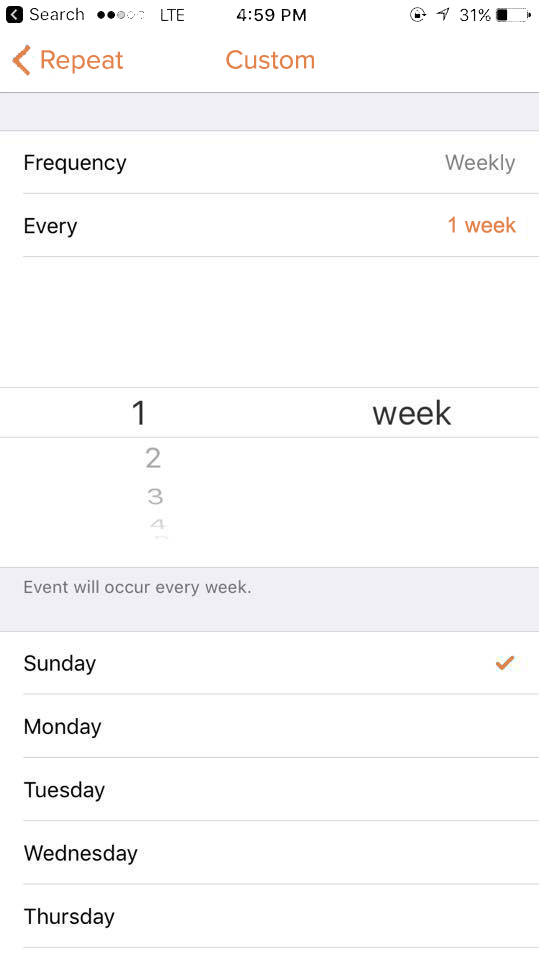 Search LTE 4:59 PM 31%
Repeat Custom
Frequency Weekly
Every 1 week
1 week
2
3
4
Event will occur every week.
Sunday
Monday
Tuesday
Wednesday
Thursday